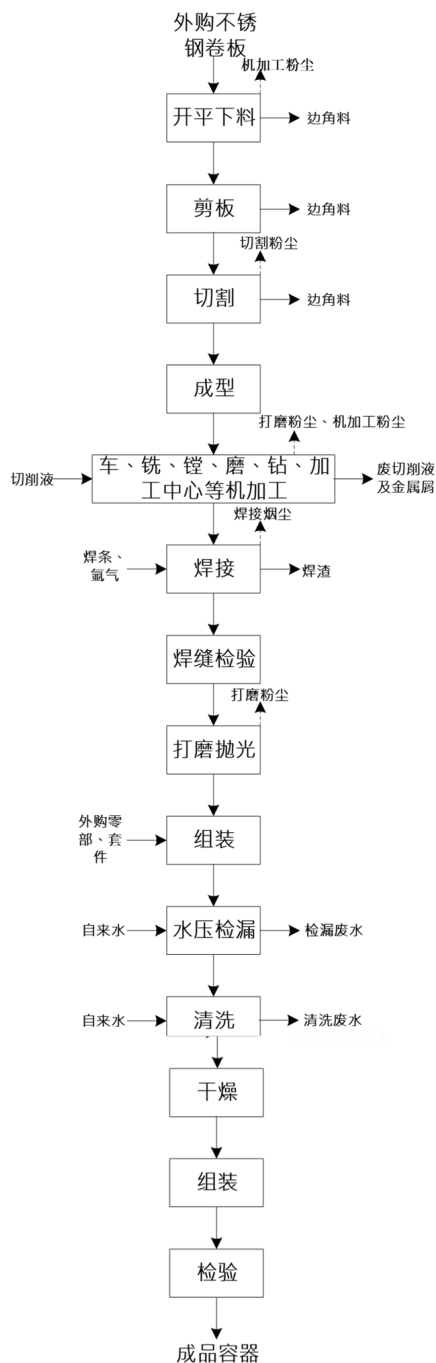 外购不锈
钢卷板
机加工粉尘
开平下料
边角料
剪板
边角料
切割粉尘
切割
边角料
成型
打磨粉尘、机加工粉尘
切削液
车、铣、镗、磨、钻、加
工中心等机加工
废切削液
及金属屑
焊接烟尘
焊条、
氩气
焊接
焊渣
焊缝检验
打磨粉尘
打磨抛光
外购零
部、套
件
组装
自来水
水压检漏
检漏废水
自来水
清洗
清洗废水
干燥
组装
检验
成品容器